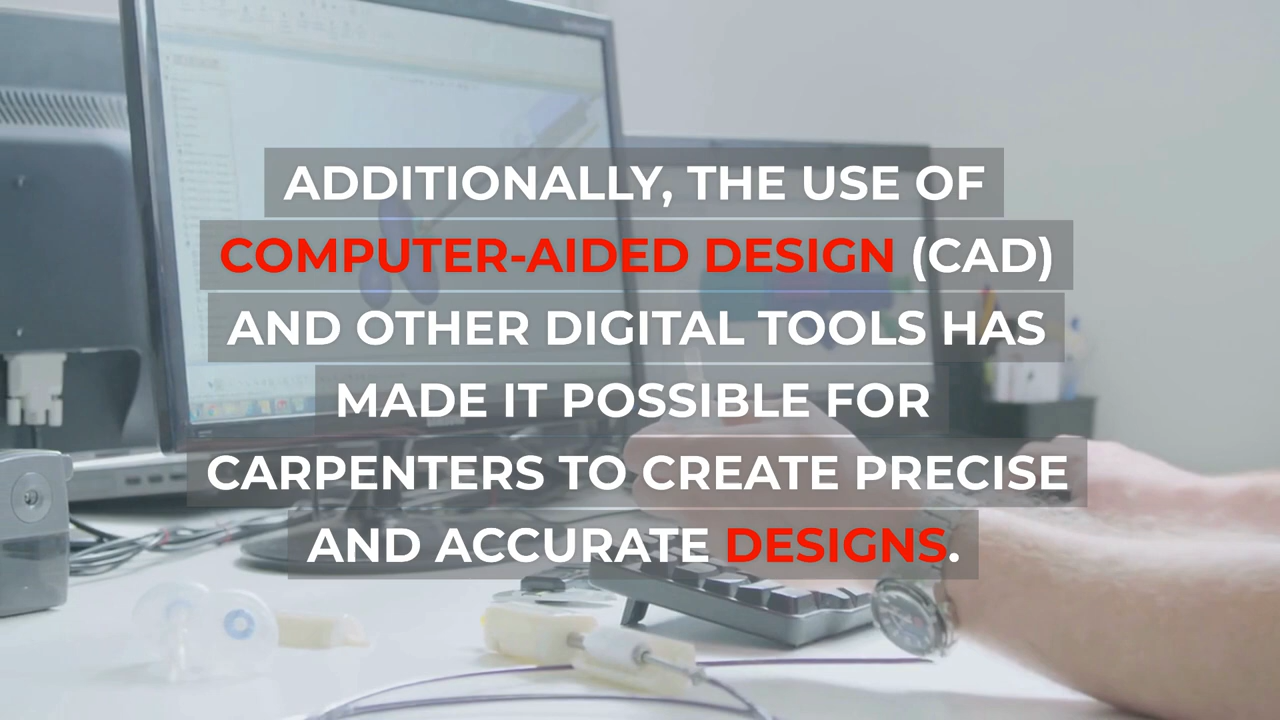 ADDITIONALLY, THE USE OF
COMPUTER-AIDED DESIGN (CAD)
AND OTHER DIGITAL TOOLS HAS
MADE IT POSSIBLE FOR
CARPENTERS TO CREATE PRECISE
AND ACCURATE DESIGNS.